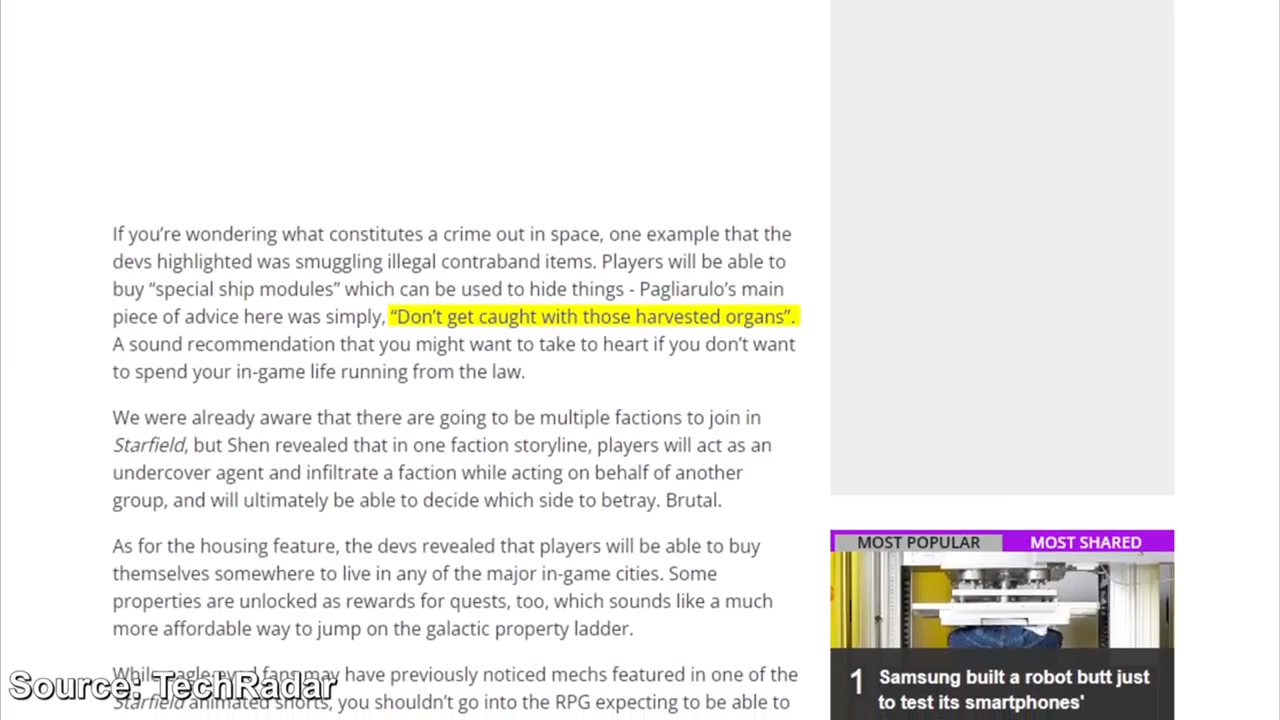 If you’re wondering what constitutes a crime out in space, one example that the
devs highlighted was smuggling illegal contraband items. Players will be able to
buy “special ship modules” which can be used to hide things - Pagliarulo’s main
piece of advice here was simply, “Don’t get caught with those harvested organs”.
A sound recommendation that you might want to take to heart if you don’t want
to spend your in-game life running from the law.
We were already aware that there are going to be multiple factions to join in
Starfield, but Shen revealed that in one faction storyline, players will act as an
undercover agent and infiltrate a faction while acting on behalf of another
group, and will ultimately be able to decide which side to betray. Brutal.
As for the housing feature, the devs revealed that players will be able to buy
themselves somewhere to live in any of the major in-game cities. Some
properties are unlocked as rewards for quests, too, which sounds like a much
more affordable way to jump on the galactic property ladder.
While eagle-eyed fans may have previously noticed mechs featured in one of the
Starfield animated shorts, you shouldn’t go into the RPG expecting to be able to
Source: TechRadar
MOST POPULAR MOST SHARED
1 Samsung built a robot butt just
to test its smartphones'